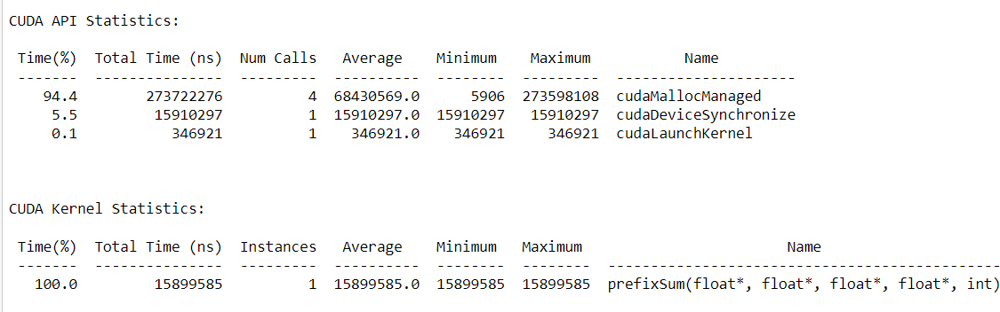 CUDA API Statistics:
Time(%) Total Time (ns) Num Calls Average Minimum Maximum Name
------- --------------- --------- ---------- -------- --------- ---------------------
94.4 273722276 4 68430569.0 5906 273598108 cudaMallocManaged
5.5 15910297 1 15910297.0 15910297 15910297 cudaDeviceSynchronize
0.1 346921 1 346921.0 346921 346921 cudaLaunchKernel
CUDA Kernel Statistics:
Time(%) Total Time (ns) Instances Average Minimum Maximum Name
------- --------------- --------- ---------- -------- -------- ----------------------------------------------
100.0 15899585 1 15899585.0 15899585 15899585 prefixSum(float*, float*, float*, float*, int)